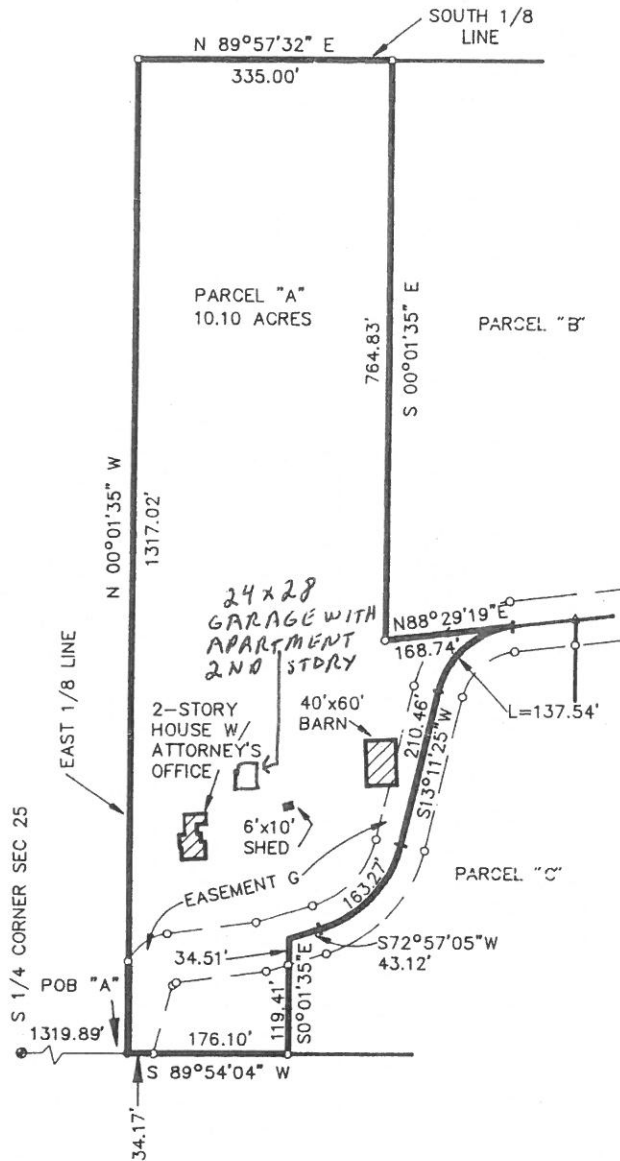 SOUTH 1/8
LINE
N 89°57'32" E
335.00'
PARCEL "A"
10.10 ACRES
PARCEL "B"
764.83'
S 00°01'35" E
N 00°01'35" W
1317.02'
24 x 28
GARAGE WITH
APARTMENT
2ND STORY
N88°29'19"E
168.74'
EAST 1/8 LINE
2-STORY
HOUSE W/
ATTORNEY'S
OFFICE
40'x60'
BARN
210.46'
S13°11'25"W
L=137.54'
6'x10'
SHED
S 1/4 CORNER SEC 25
EASEMENT G
163.27'
PARCEL "C"
34.51'
S72°57'05"W
43.12'
POB "A"
119.41'
S0°01'35"E
1319.89'
176.10'
S 89°54'04" W
34.17'